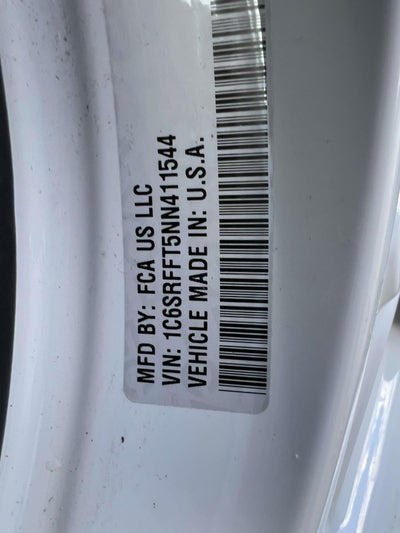 MFD BY: FCA US LLC
VIN: 1C6SRFFT5NN411544
VEHICLE MADE IN: U.S.A.